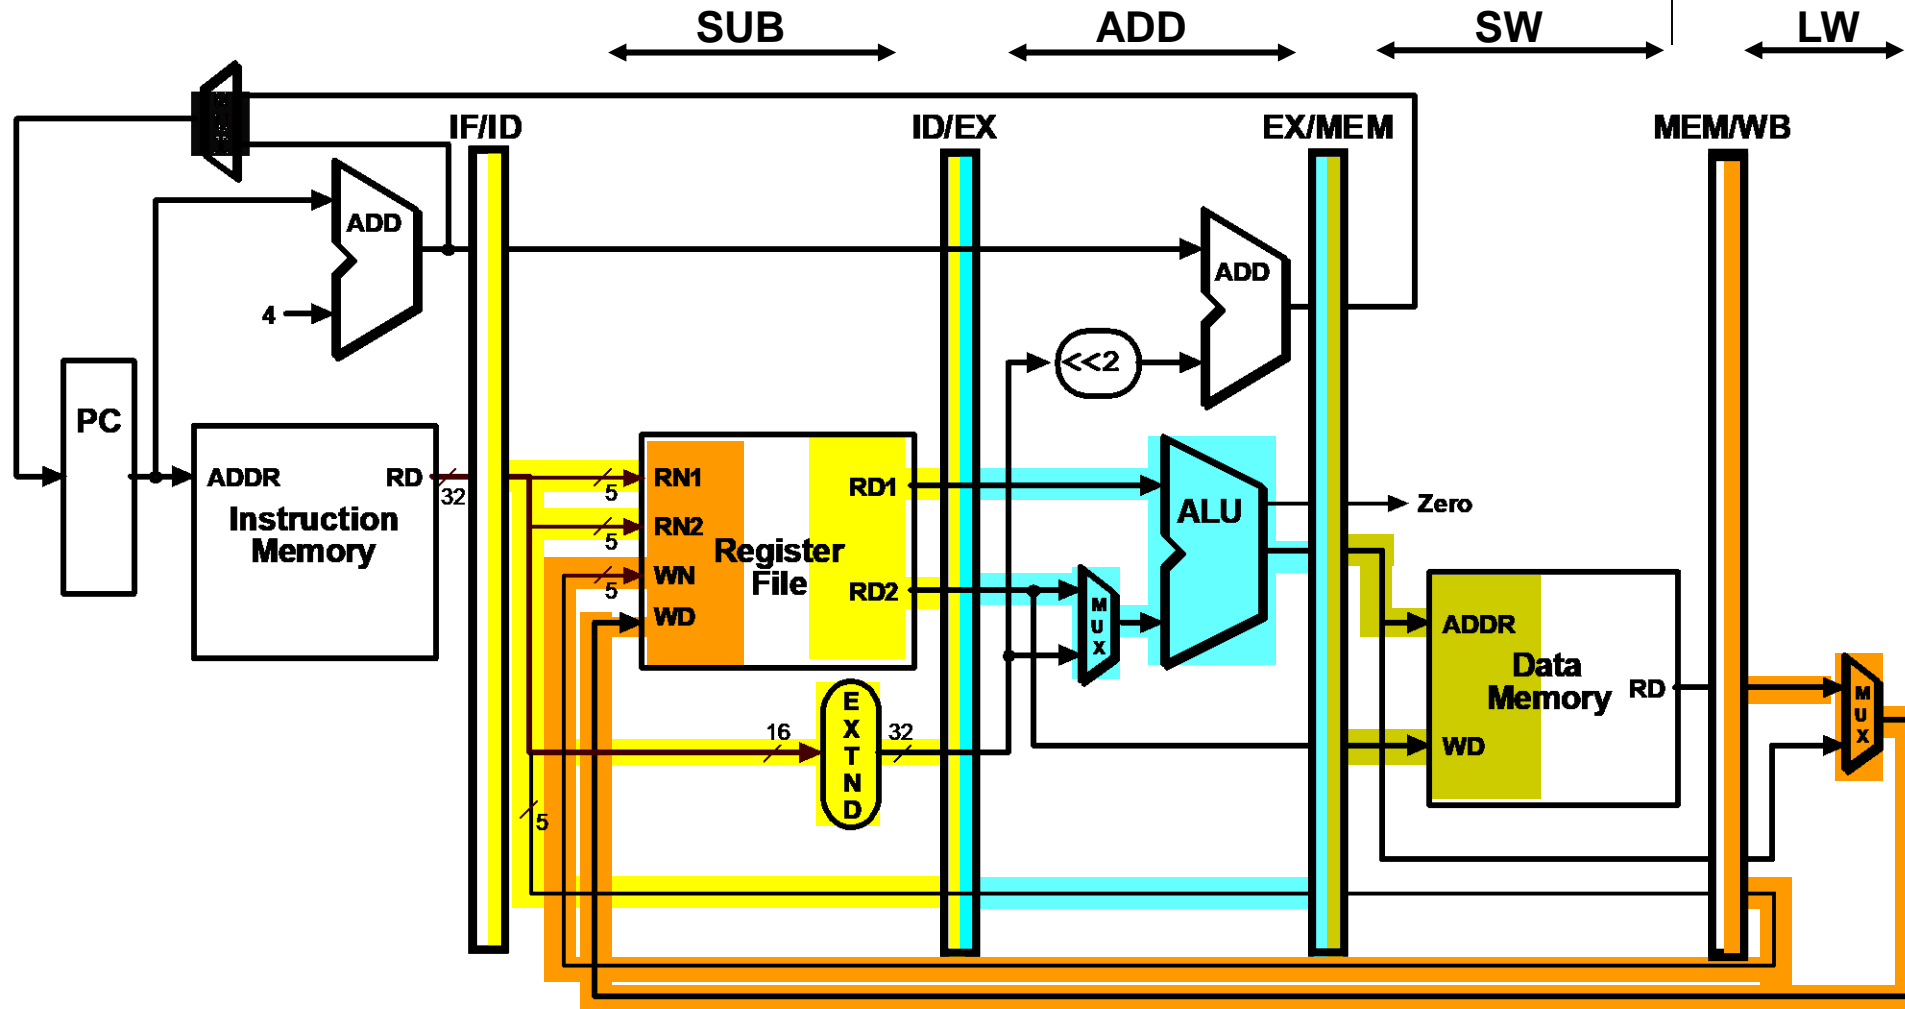 SUB ADD SW LW
IF/ID ID/EX EX/MEM MEM/WB
ADD
ADD
4
<<2
PC
ADDR RD
32
Instruction
Memory
RN1
5
RN2
5
WN
5
WD
Register
File
RD1
RD2
ALU
Zero
MUX
ADDR
Data
Memory
RD
WD
MUX
16
EXTND
32
5